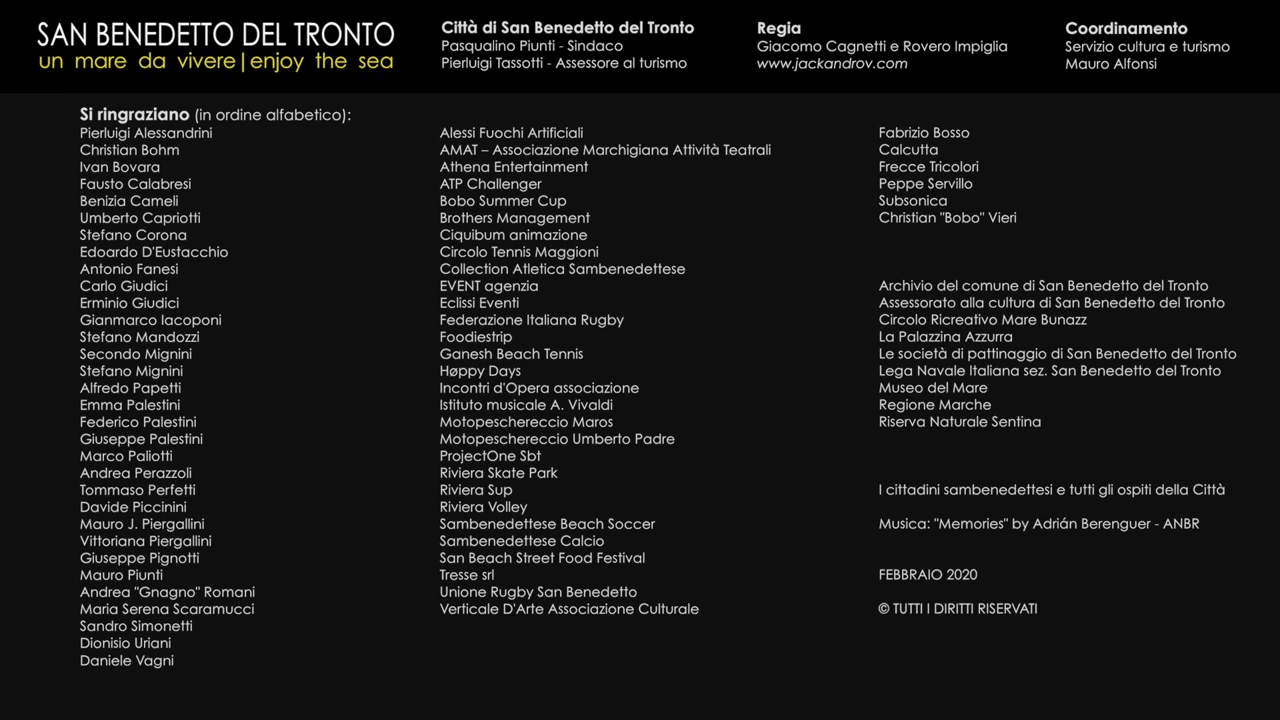 SAN BENEDETTO DEL TRONTO
un mare da vivere|enjoy the sea
Città di San Benedetto del Tronto
Pasqualino Piunti - Sindaco
Pierluigi Tassotti - Assessore al turismo
Regia
Giacomo Cagnetti e Rovero Impiglia
www.jackandrov.com
Coordinamento
Servizio cultura e turismo
Mauro Alfonsi
Si ringraziano (in ordine alfabetico):
Pierluigi Alessandrini
Christian Bohm
Ivan Bovara
Fausto Calabresi
Benizia Cameli
Umberto Capriotti
Stefano Corona
Edoardo D'Eustacchio
Antonio Fanesi
Carlo Giudici
Erminio Giudici
Gianmarco Iacoponi
Stefano Mandozzi
Secondo Mignini
Stefano Mignini
Alfredo Papetti
Emma Palestini
Federico Palestini
Giuseppe Palestini
Marco Paliotti
Andrea Perazzoli
Tommaso Perfetti
Davide Piccinini
Mauro J. Piergallini
Vittoriana Piergallini
Giuseppe Pignotti
Mauro Piunti
Andrea "Gnagno" Romani
Maria Serena Scaramucci
Sandro Simonetti
Dionisio Uriani
Daniele Vagni
Alessi Fuochi Artificiali
AMAT – Associazione Marchigiana Attività Teatrali
Athena Entertainment
ATP Challenger
Bobo Summer Cup
Brothers Management
Ciquibum animazione
Circolo Tennis Maggioni
Collection Atletica Sambenedettese
EVENT agenzia
Eclissi Eventi
Federazione Italiana Rugby
Foodiestrip
Ganesh Beach Tennis
Høppy Days
Incontri d'Opera associazione
Istituto musicale A. Vivaldi
Motopeschereccio Maros
Motopeschereccio Umberto Padre
ProjectOne Sbt
Riviera Skate Park
Riviera Sup
Riviera Volley
Sambenedettese Beach Soccer
Sambenedettese Calcio
San Beach Street Food Festival
Tresse srl
Unione Rugby San Benedetto
Verticale D'Arte Associazione Culturale
Fabrizio Bosso
Calcutta
Frecce Tricolori
Peppe Servillo
Subsonica
Christian "Bobo" Vieri
Archivio del comune di San Benedetto del Tronto
Assessorato alla cultura di San Benedetto del Tronto
Circolo Ricreativo Mare Bunazz
La Palazzina Azzurra
Le società di pattinaggio di San Benedetto del Tronto
Lega Navale Italiana sez. San Benedetto del Tronto
Museo del Mare
Regione Marche
Riserva Naturale Sentina
I cittadini sambenedettesi e tutti gli ospiti della Città
Musica: "Memories" by Adrián Berenguer - ANBR
FEBBRAIO 2020
© TUTTI I DIRITTI RISERVATI